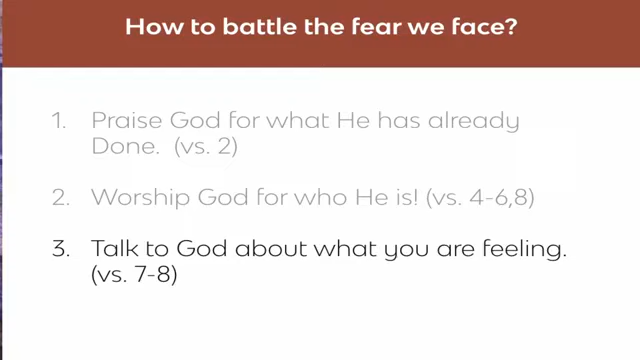 How to battle the fear we face?
1. Praise God for what He has already
Done. (vs. 2)
2. Worship God for who He is! (vs. 4-6,8)
3. Talk to God about what you are feeling.
(vs. 7-8)